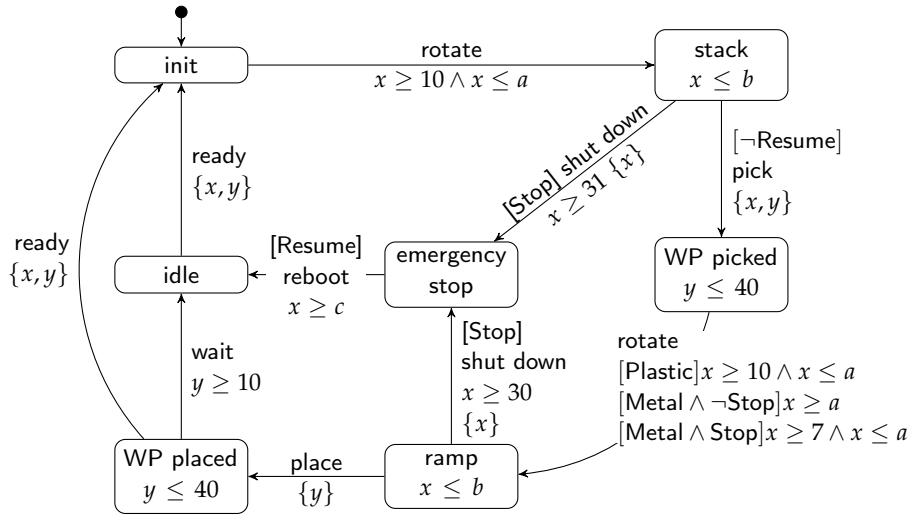 init
rotate
x ≥ 10 ∧ x ≤ a
stack
x ≤ b
ready
{x, y}
ready
{x, y}
[Stop] shut down
x ≥ 31 {x}
[¬Resume]
pick
{x, y}
idle
[Resume]
reboot
x ≥ c
emergency
stop
WP picked
y ≤ 40
wait
y ≥ 10
[Stop]
shut down
x ≥ 30
{x}
rotate
[Plastic]x ≥ 10 ∧ x ≤ a
[Metal ∧ ¬Stop]x ≥ a
[Metal ∧ Stop]x ≥ 7 ∧ x ≤ a
WP placed
y ≤ 40
place
{y}
ramp
x ≤ b